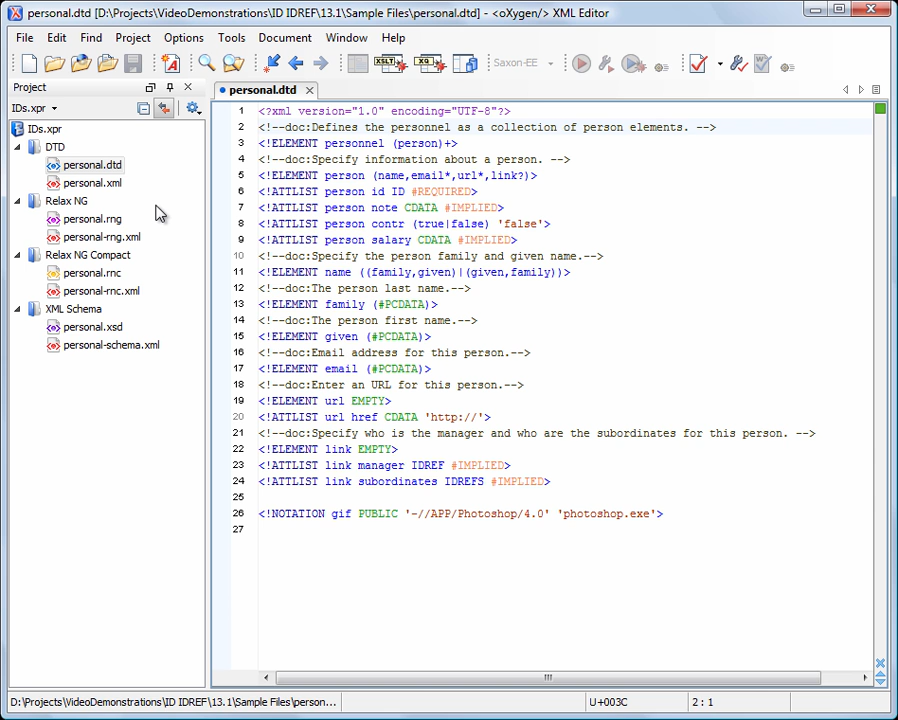 personal.dtd [D:\Projects\VideoDemonstrations\ID IDREF\13.1\Sample Files\personal.dtd] - <oXygen/> XML Editor
File Edit Find Project Options Tools Document Window Help
XSLT XQ Saxon-EE
Project
IDs.xpr
IDs.xpr
DTD
personal.dtd
personal.xml
Relax NG
personal.rng
personal-rng.xml
Relax NG Compact
personal.rnc
personal-rnc.xml
XML Schema
personal.xsd
personal-schema.xml
personal.dtd
1 <?xml version="1.0" encoding="UTF-8"?>
2 <!--doc:Defines the personnel as a collection of person elements. -->
3 <!ELEMENT personnel (person)+>
4 <!--doc:Specify information about a person. -->
5 <!ELEMENT person (name,email*,url*,link?)>
6 <!ATTLIST person id ID #REQUIRED>
7 <!ATTLIST person note CDATA #IMPLIED>
8 <!ATTLIST person contr (true|false) 'false'>
9 <!ATTLIST person salary CDATA #IMPLIED>
10 <!--doc:Specify the person family and given name.-->
11 <!ELEMENT name ((family,given)|(given,family))>
12 <!--doc:The person last name.-->
13 <!ELEMENT family (#PCDATA)>
14 <!--doc:The person first name.-->
15 <!ELEMENT given (#PCDATA)>
16 <!--doc:Email address for this person.-->
17 <!ELEMENT email (#PCDATA)>
18 <!--doc:Enter an URL for this person.-->
19 <!ELEMENT url EMPTY>
20 <!ATTLIST url href CDATA 'http://'>
21 <!--doc:Specify who is the manager and who are the subordinates for this person. -->
22 <!ELEMENT link EMPTY>
23 <!ATTLIST link manager IDREF #IMPLIED>
24 <!ATTLIST link subordinates IDREFS #IMPLIED>
25
26 <!NOTATION gif PUBLIC '-//APP/Photoshop/4.0' 'photoshop.exe'>
27
D:\Projects\VideoDemonstrations\ID IDREF\13.1\Sample Files\person... U+003C 2 : 1